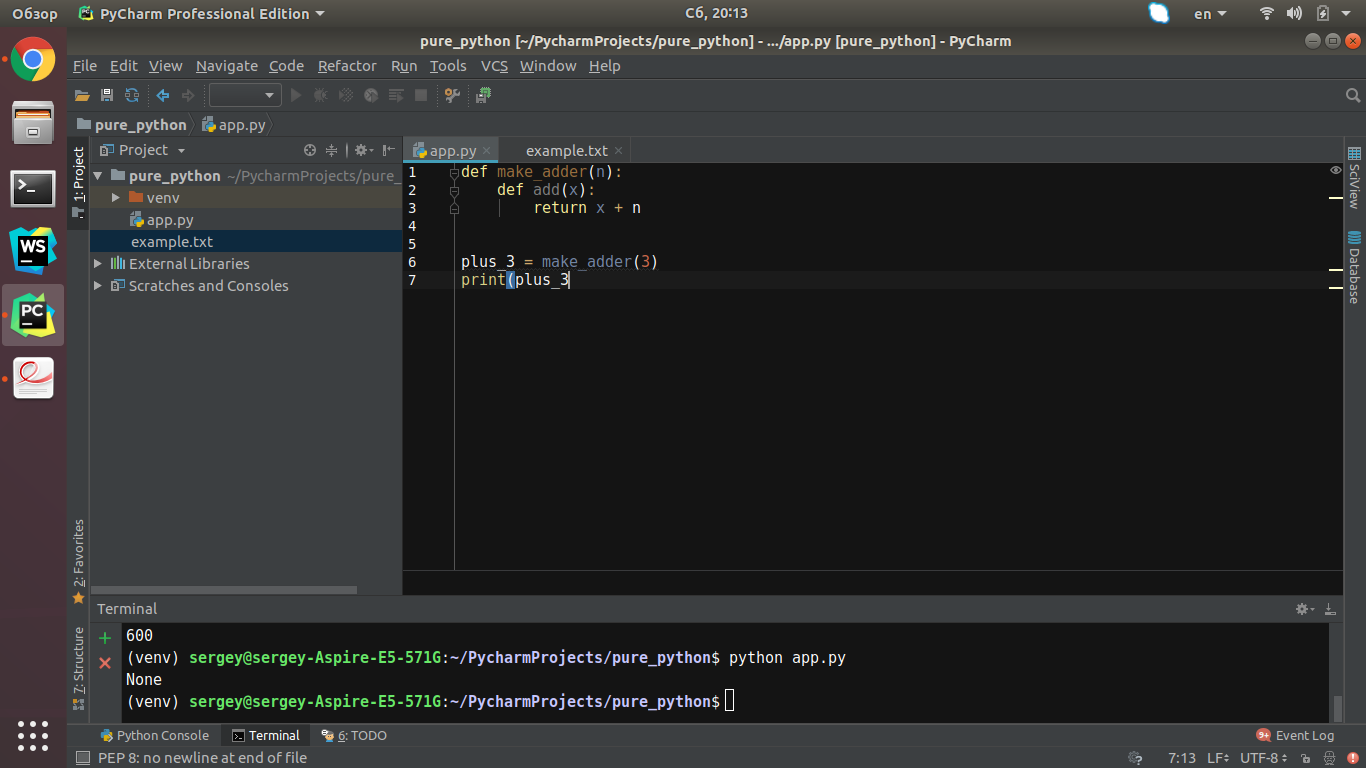 Обзор PyCharm Professional Edition Сб, 20:13 en
pure_python [~/PycharmProjects/pure_python] - .../app.py [pure_python] - PyCharm
File Edit View Navigate Code Refactor Run Tools VCS Window Help
pure_python app.py
Project
app.py example.txt
1: Project
pure_python ~/PycharmProjects/pure_
venv
app.py
example.txt
External Libraries
Scratches and Consoles
2: Favorites
7: Structure
1 def make_adder(n):
2 def add(x):
3 return x + n
4
5
6 plus_3 = make_adder(3)
7 print(plus_3
SciView
Database
Terminal
600
(venv) sergey@sergey-Aspire-E5-571G:~/PycharmProjects/pure_python$ python app.py
None
(venv) sergey@sergey-Aspire-E5-571G:~/PycharmProjects/pure_python$
Python Console Terminal 6: TODO 9+ Event Log
PEP 8: no newline at end of file 7:13 LF UTF-8
WS
PC